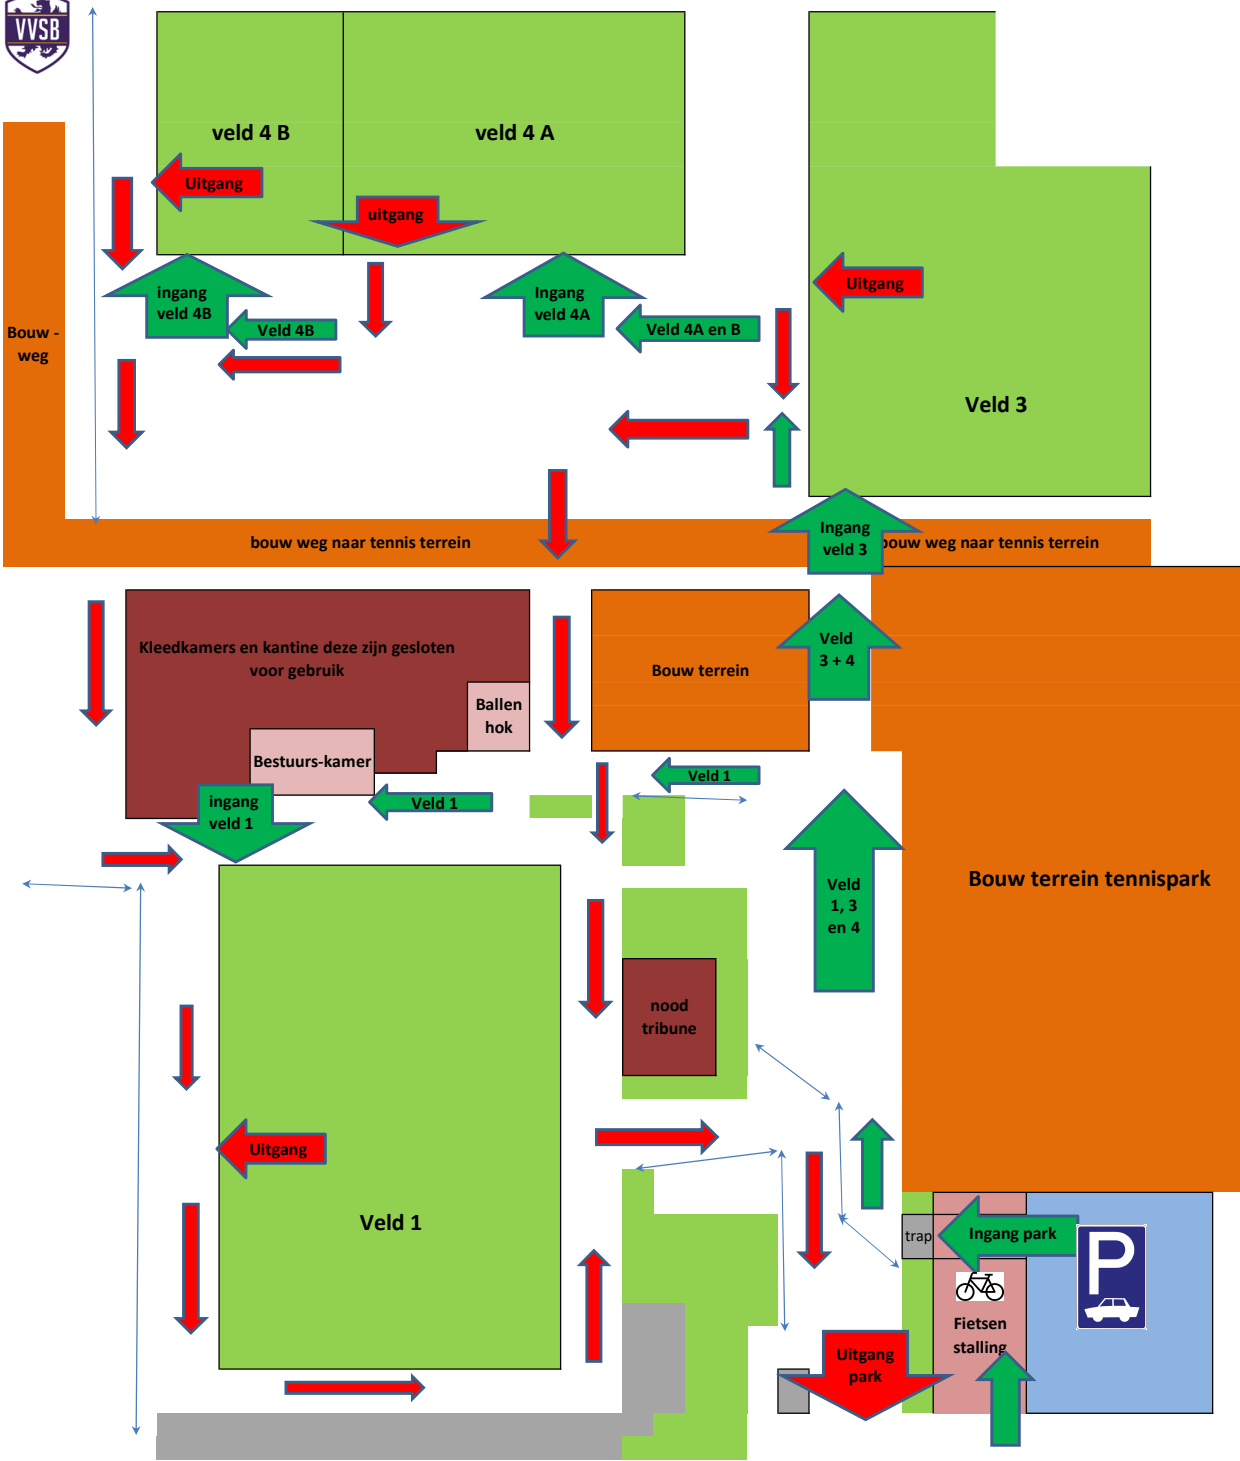 VVSB
veld 4 B
veld 4 A
Uitgang
uitgang
ingang
veld 4B
Veld 4B
Ingang
veld 4A
Veld 4A en B
Uitgang
Veld 3
Bouw -
weg
bouw weg naar tennis terrein
Ingang
veld 3
bouw weg naar tennis terrein
Kleedkamers en kantine deze zijn gesloten
voor gebruik
Ballen
hok
Bestuurs-kamer
Bouw terrein
Veld
3 + 4
Veld 1
Veld 1
ingang
veld 1
Veld
1, 3
en 4
Bouw terrein tennispark
nood
tribune
Uitgang
Veld 1
trap
Ingang park
P
Fietsen
stalling
Uitgang
park